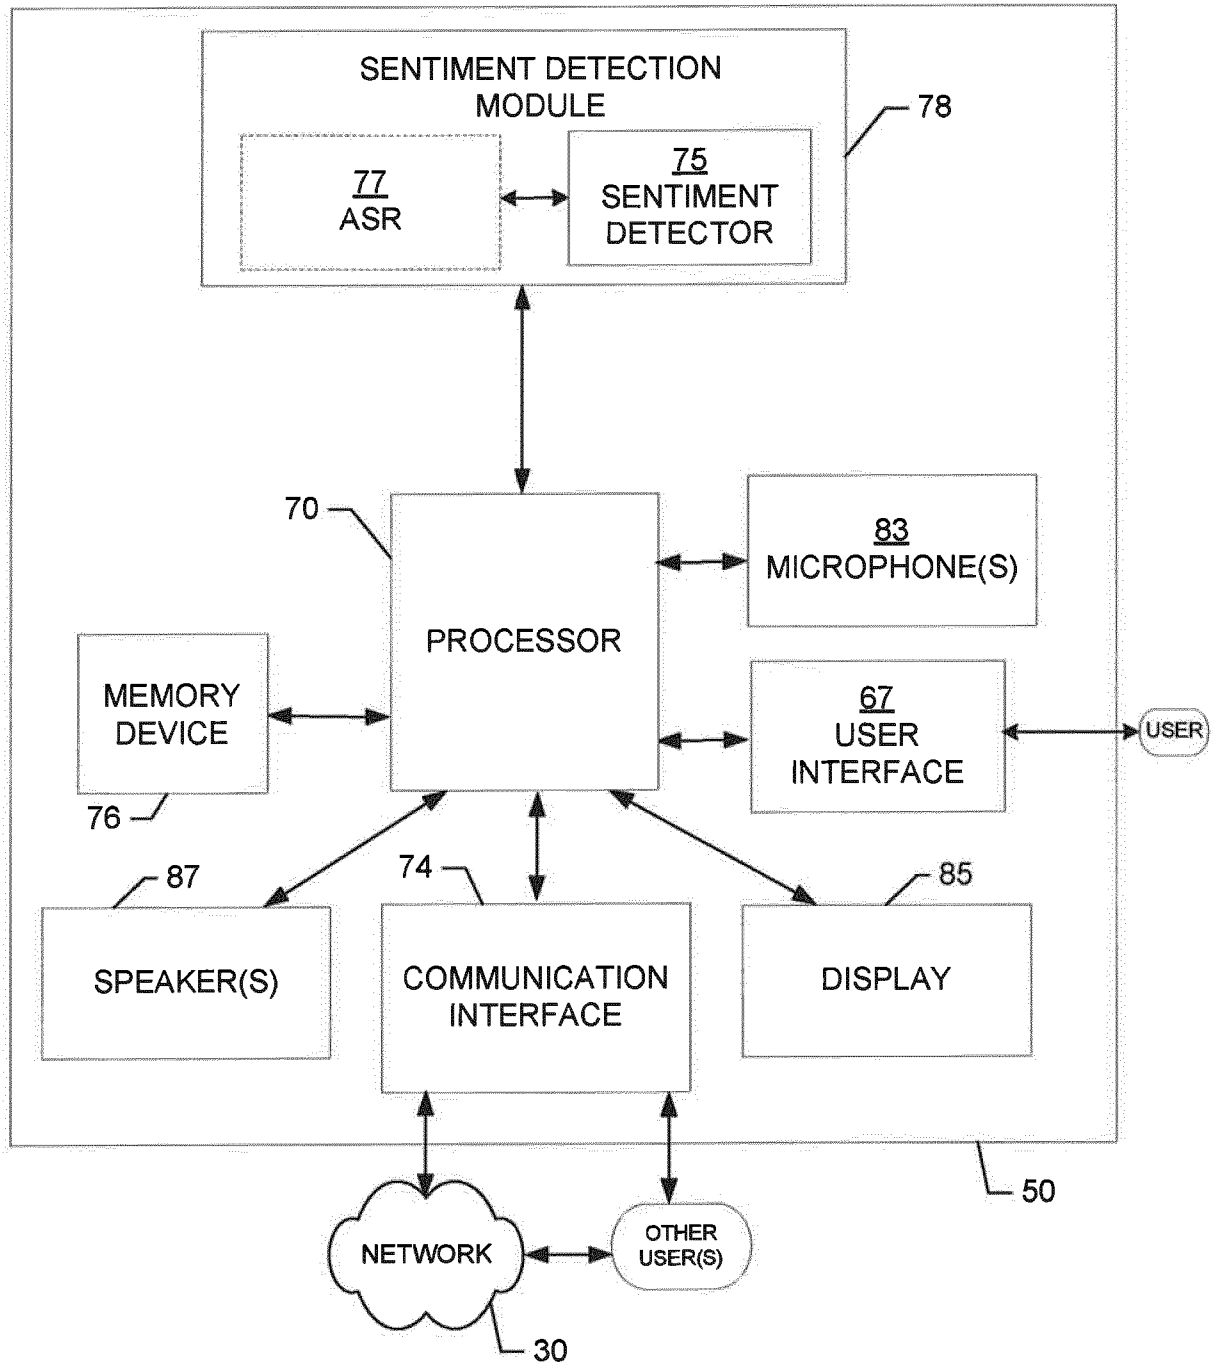 SENTIMENT DETECTION
MODULE
78
77
ASR
75
SENTIMENT
DETECTOR
70
PROCESSOR
83
MICROPHONE(S)
MEMORY
DEVICE
76
67
USER
INTERFACE
USER
87
SPEAKER(S)
74
COMMUNICATION
INTERFACE
85
DISPLAY
50
NETWORK
OTHER
USER(S)
30